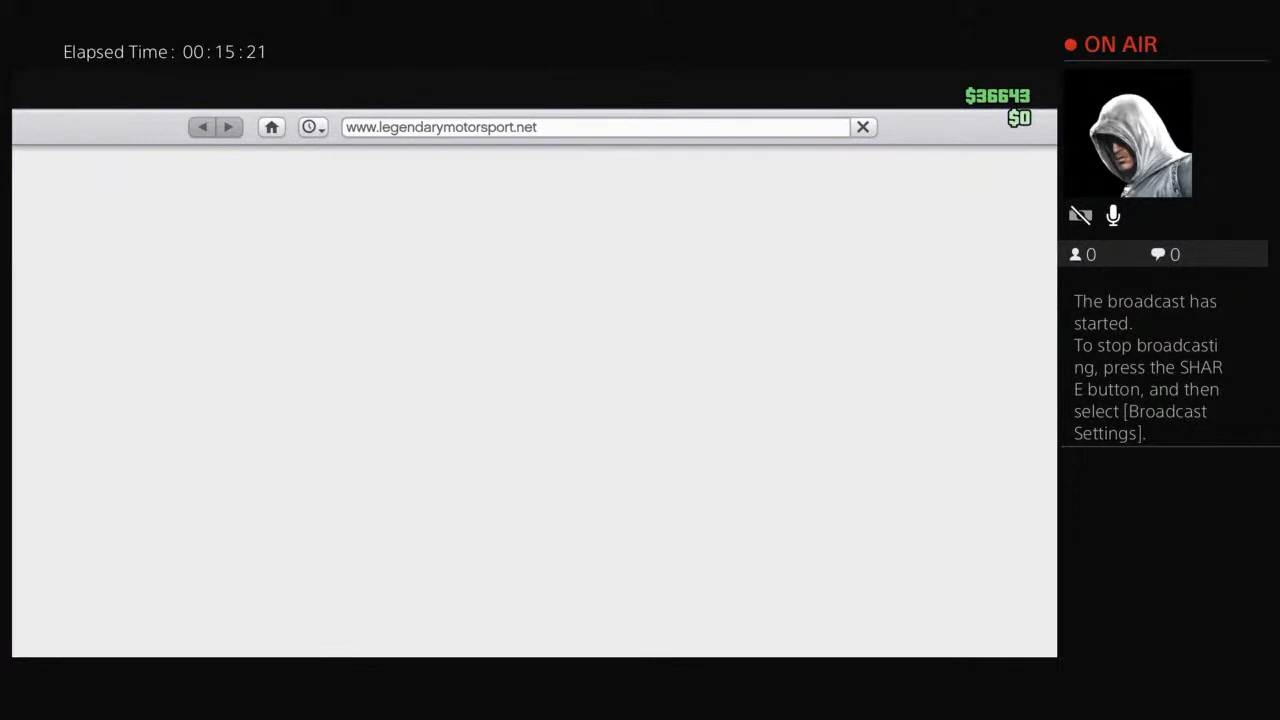 Elapsed Time: 00:15:21
ON AIR
$36643
$0
www.legendarymotorsport.net
0 0
The broadcast has
started.
To stop broadcasti
ng, press the SHAR
E button, and then
select [Broadcast
Settings].